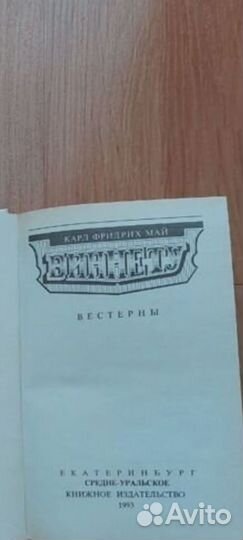 КАРЛ ФРИДРИХ МАЙ
ВИННЕТУ
ВЕСТЕРНЫ
ЕКАТЕРИНБУРГ
СРЕДНЕ-УРАЛЬСКОЕ
КНИЖНОЕ ИЗДАТЕЛЬСТВО
1993
Avito